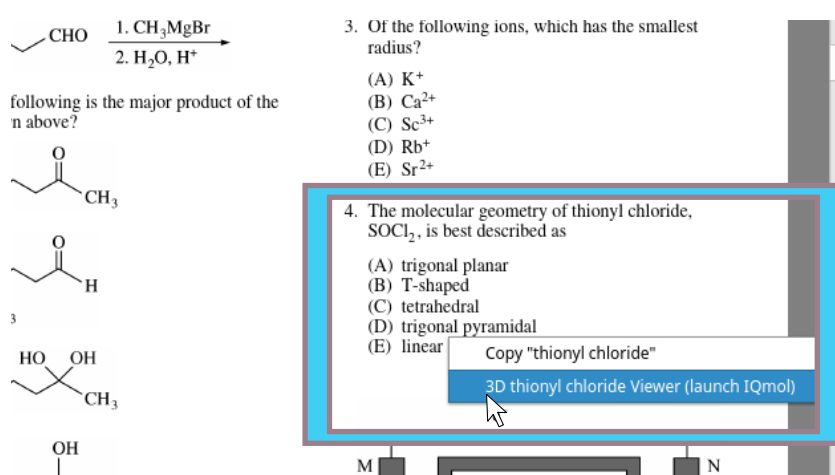 CHO
1. CH₃MgBr
2. H₂O, H⁺
following is the major product of the
n above?
O
CH₃
O
H
3
HO OH
CH₃
OH
3. Of the following ions, which has the smallest
radius?
(A) K⁺
(B) Ca²⁺
(C) Sc³⁺
(D) Rb⁺
(E) Sr²⁺
4. The molecular geometry of thionyl chloride,
SOCl₂, is best described as
(A) trigonal planar
(B) T-shaped
(C) tetrahedral
(D) trigonal pyramidal
(E) linear
Copy "thionyl chloride"
3D thionyl chloride Viewer (launch IQmol)
M
N